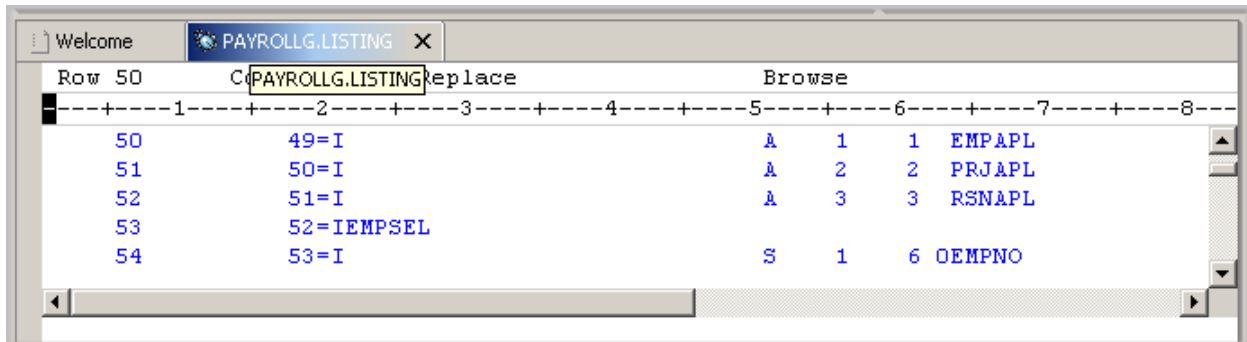 Welcome PAYROLLG.LISTING X
Row 50 Replace Browse
PAYROLLG.LISTING
----+----1----+----2----+----3----+----4----+----5----+----6----+----7----+----8---
50 49=I A 1 1 EMPAPL
51 50=I A 2 2 PRJAPL
52 51=I A 3 3 RSNAPL
53 52=IEMPSEL
54 53=I S 1 6 OEMPNO